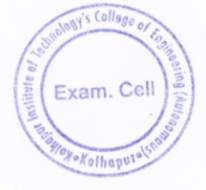 Kolhapur Institute of Technology's College of Engineering (Autonomous), Kolhapur
Exam. Cell